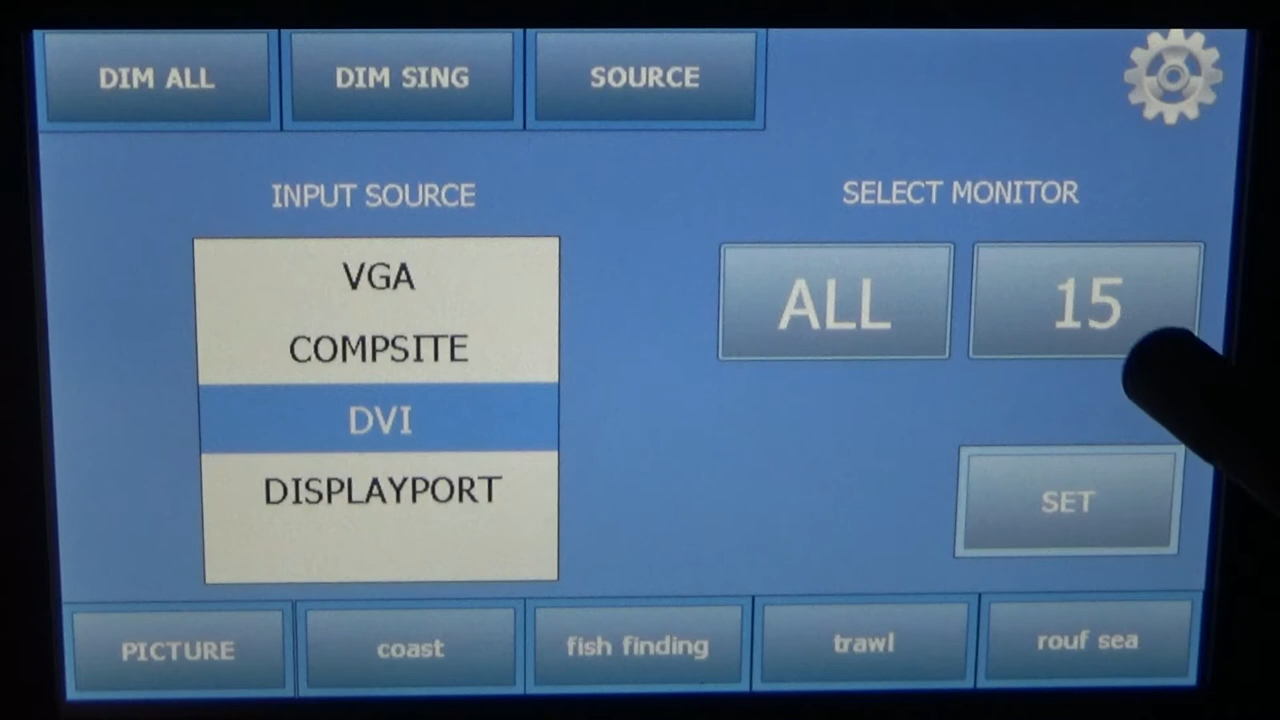 DIM ALL
DIM SING
SOURCE
INPUT SOURCE
SELECT MONITOR
VGA
COMPSITE
DVI
DISPLAYPORT
ALL
15
SET
PICTURE
coast
fish finding
trawl
rouf sea